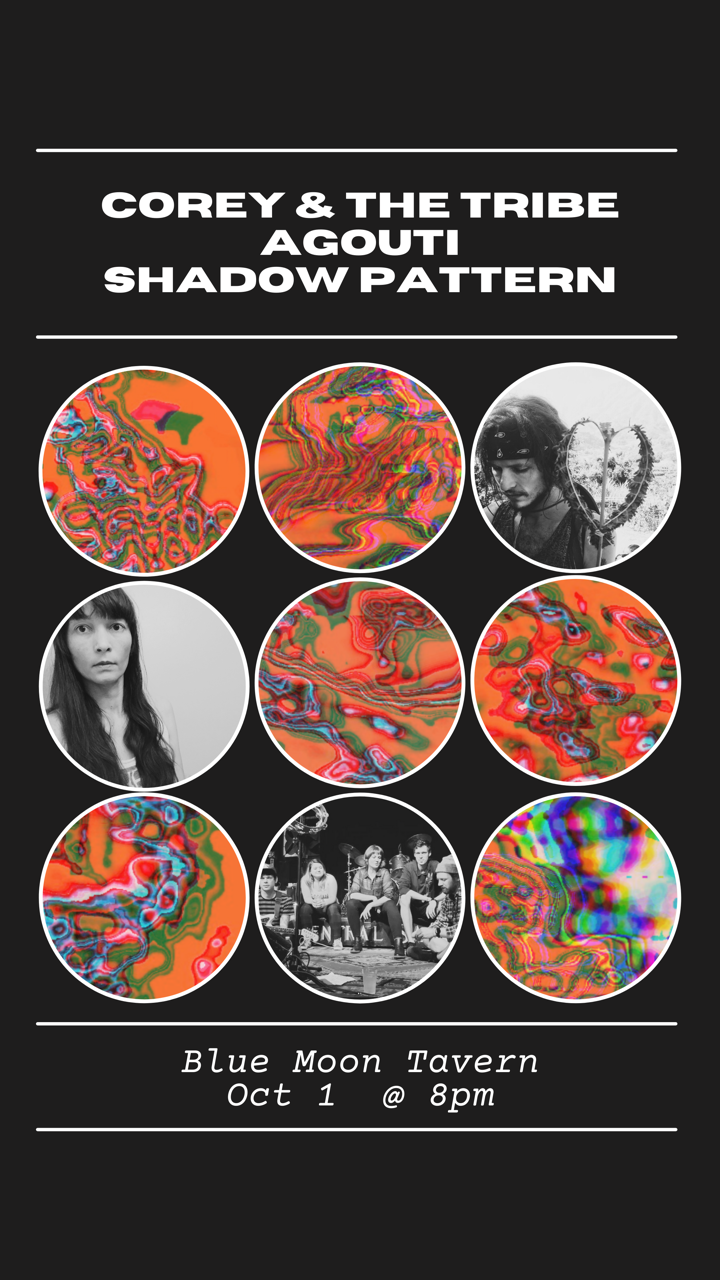 COREY & THE TRIBE
AGOUTI
SHADOW PATTERN
Blue Moon Tavern
Oct 1 @ 8pm